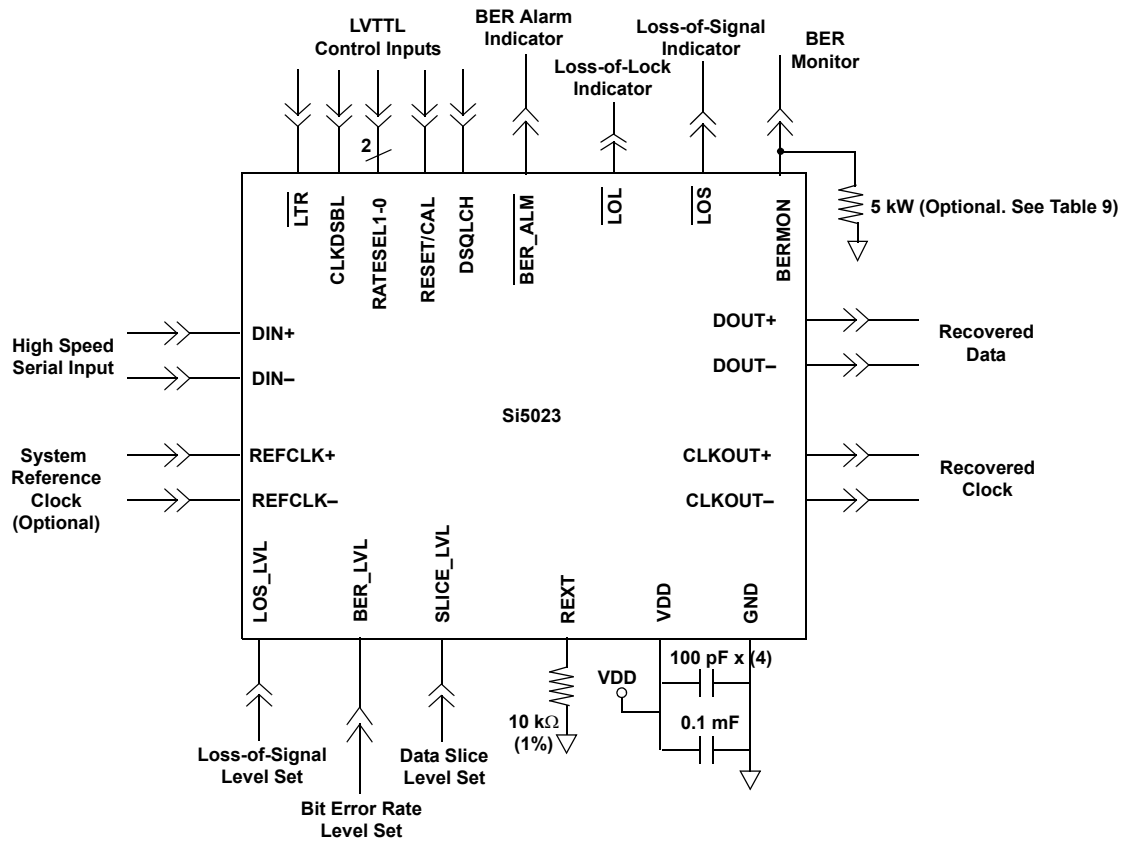 LVTTL
Control Inputs
BER Alarm
Indicator
Loss-of-Lock
Indicator
Loss-of-Signal
Indicator
BER
Monitor
2
LTR
CLKDSBL
RATESEL1-0
RESET/CAL
DSQLCH
BER_ALM
LOL
LOS
BERMON
5 kW (Optional. See Table 9)
High Speed
Serial Input
DIN+
DIN–
DOUT+
DOUT–
Recovered
Data
Si5023
System
Reference
Clock
(Optional)
REFCLK+
REFCLK–
CLKOUT+
CLKOUT–
Recovered
Clock
LOS_LVL
BER_LVL
SLICE_LVL
REXT
VDD
GND
100 pF x (4)
VDD
0.1 mF
10 kΩ
(1%)
Loss-of-Signal
Level Set
Bit Error Rate
Level Set
Data Slice
Level Set